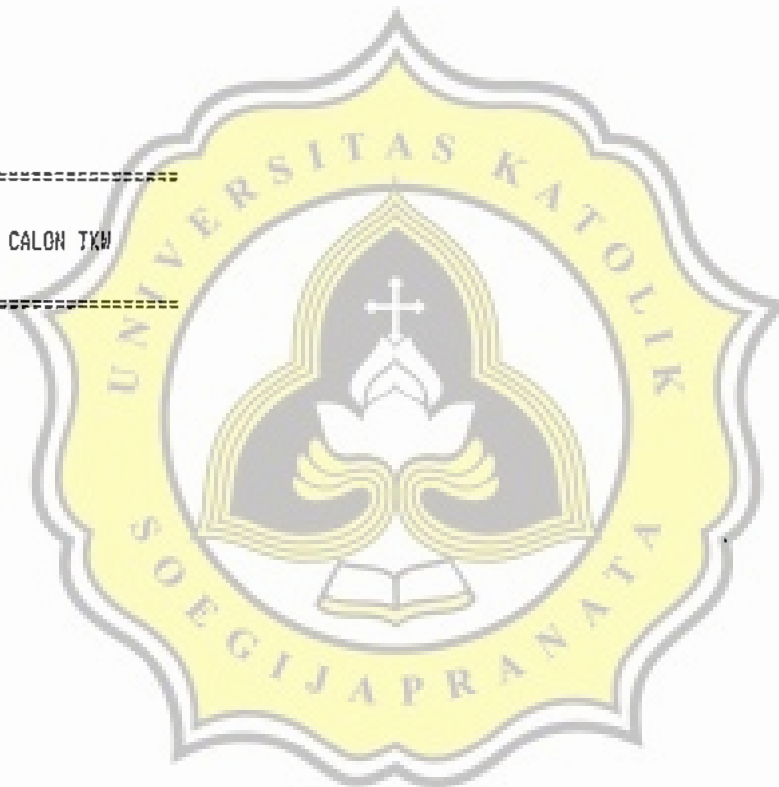 ==================
CALON TKW
==================
UNIVERSITAS KATOLIK
SOEGIJAPRANATA